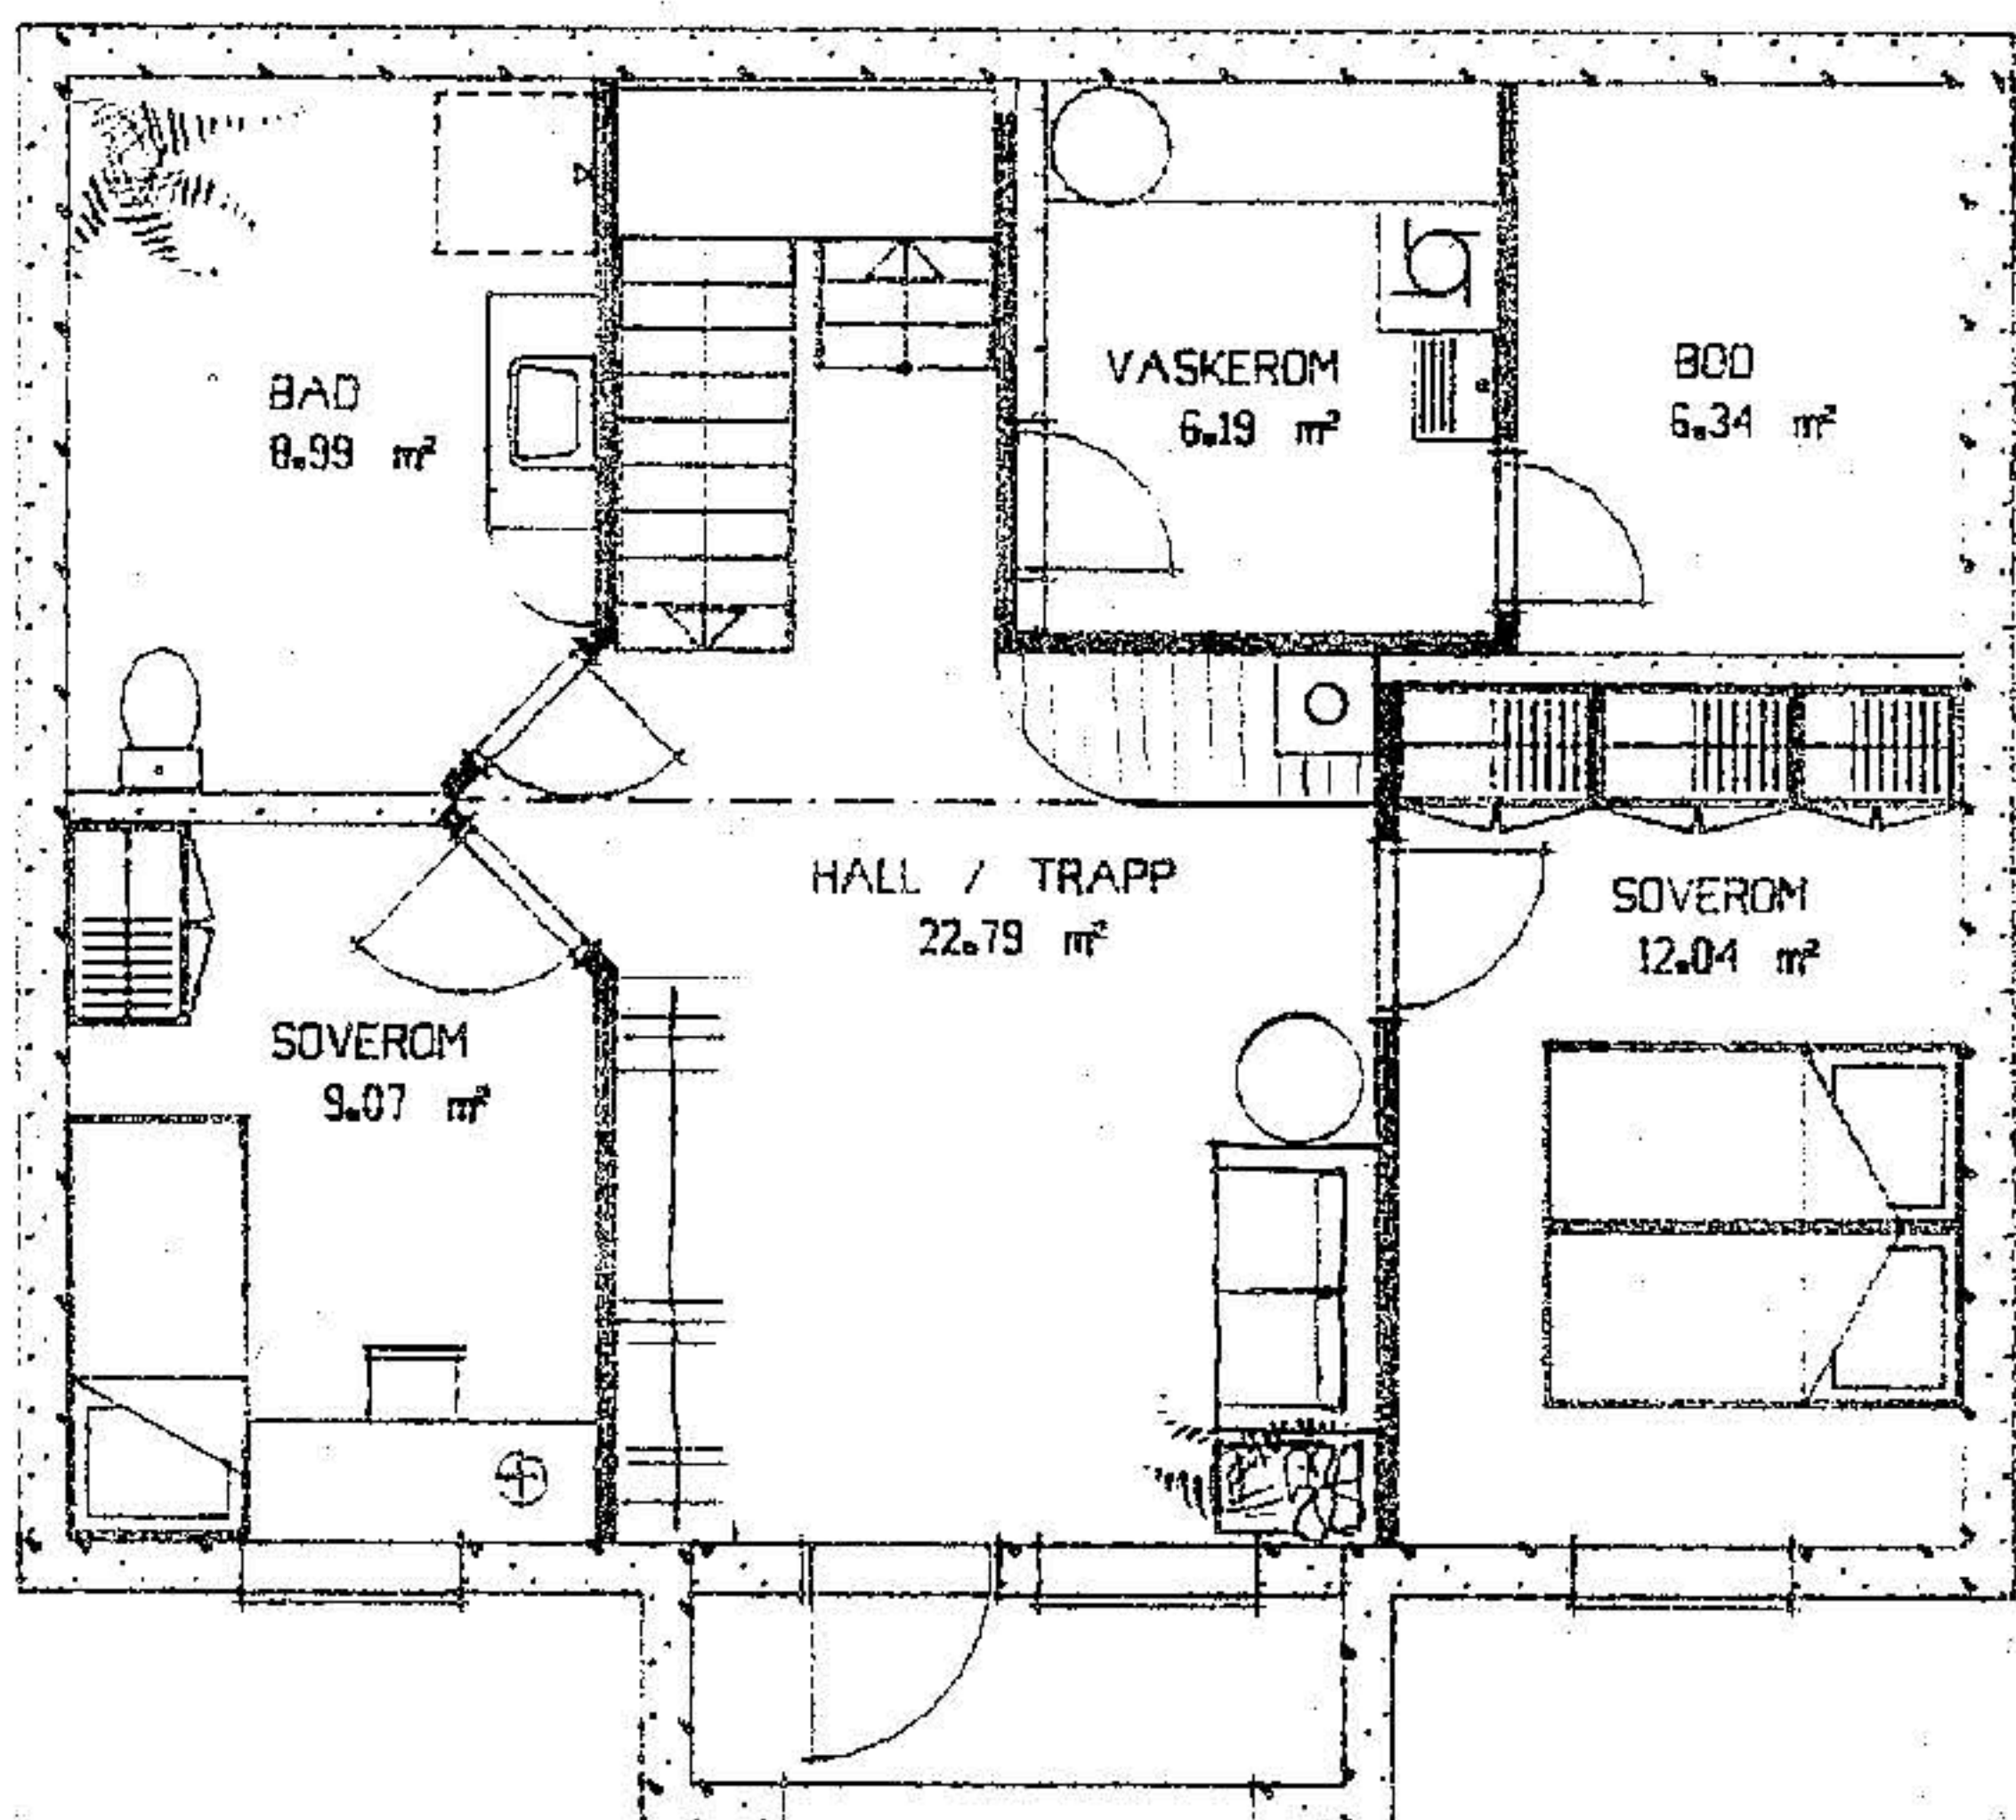 BAD
8.99 m²
VASKEROM
6.19 m²
BOD
6.34 m²
HALL / TRAPP
22.79 m²
SOVEROM
12.04 m²
SOVEROM
9.07 m²